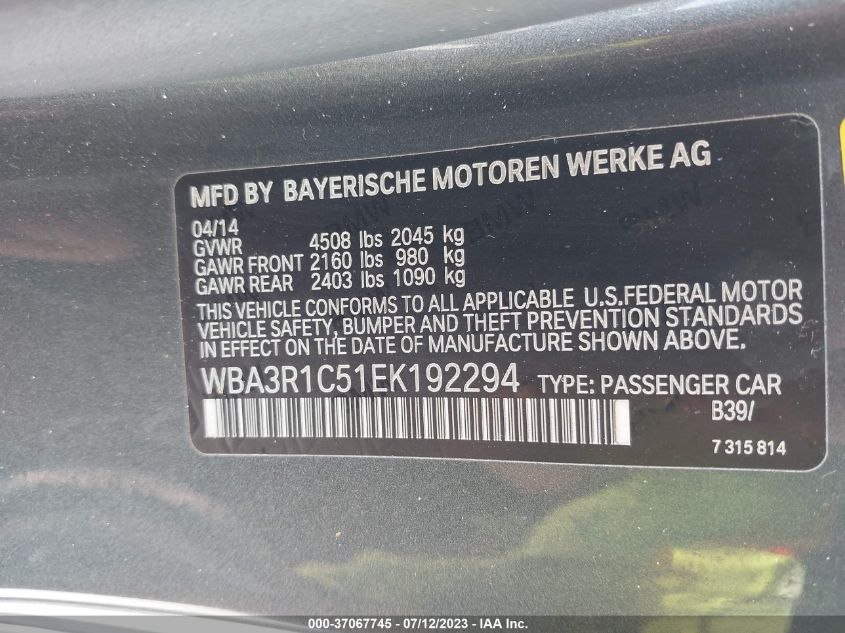 MFD BY BAYERISCHE MOTOREN WERKE AG
04/14
GVWR 4508 lbs 2045 kg
GAWR FRONT 2160 lbs 980 kg
GAWR REAR 2403 lbs 1090 kg
THIS VEHICLE CONFORMS TO ALL APPLICABLE U.S.FEDERAL MOTOR
VEHICLE SAFETY, BUMPER AND THEFT PREVENTION STANDARDS
IN EFFECT ON THE DATE OF MANUFACTURE SHOWN ABOVE.
WBA3R1C51EK192294 TYPE: PASSENGER CAR
B39/
7 315 814
000-37067745 - 07/12/2023 - IAA Inc.